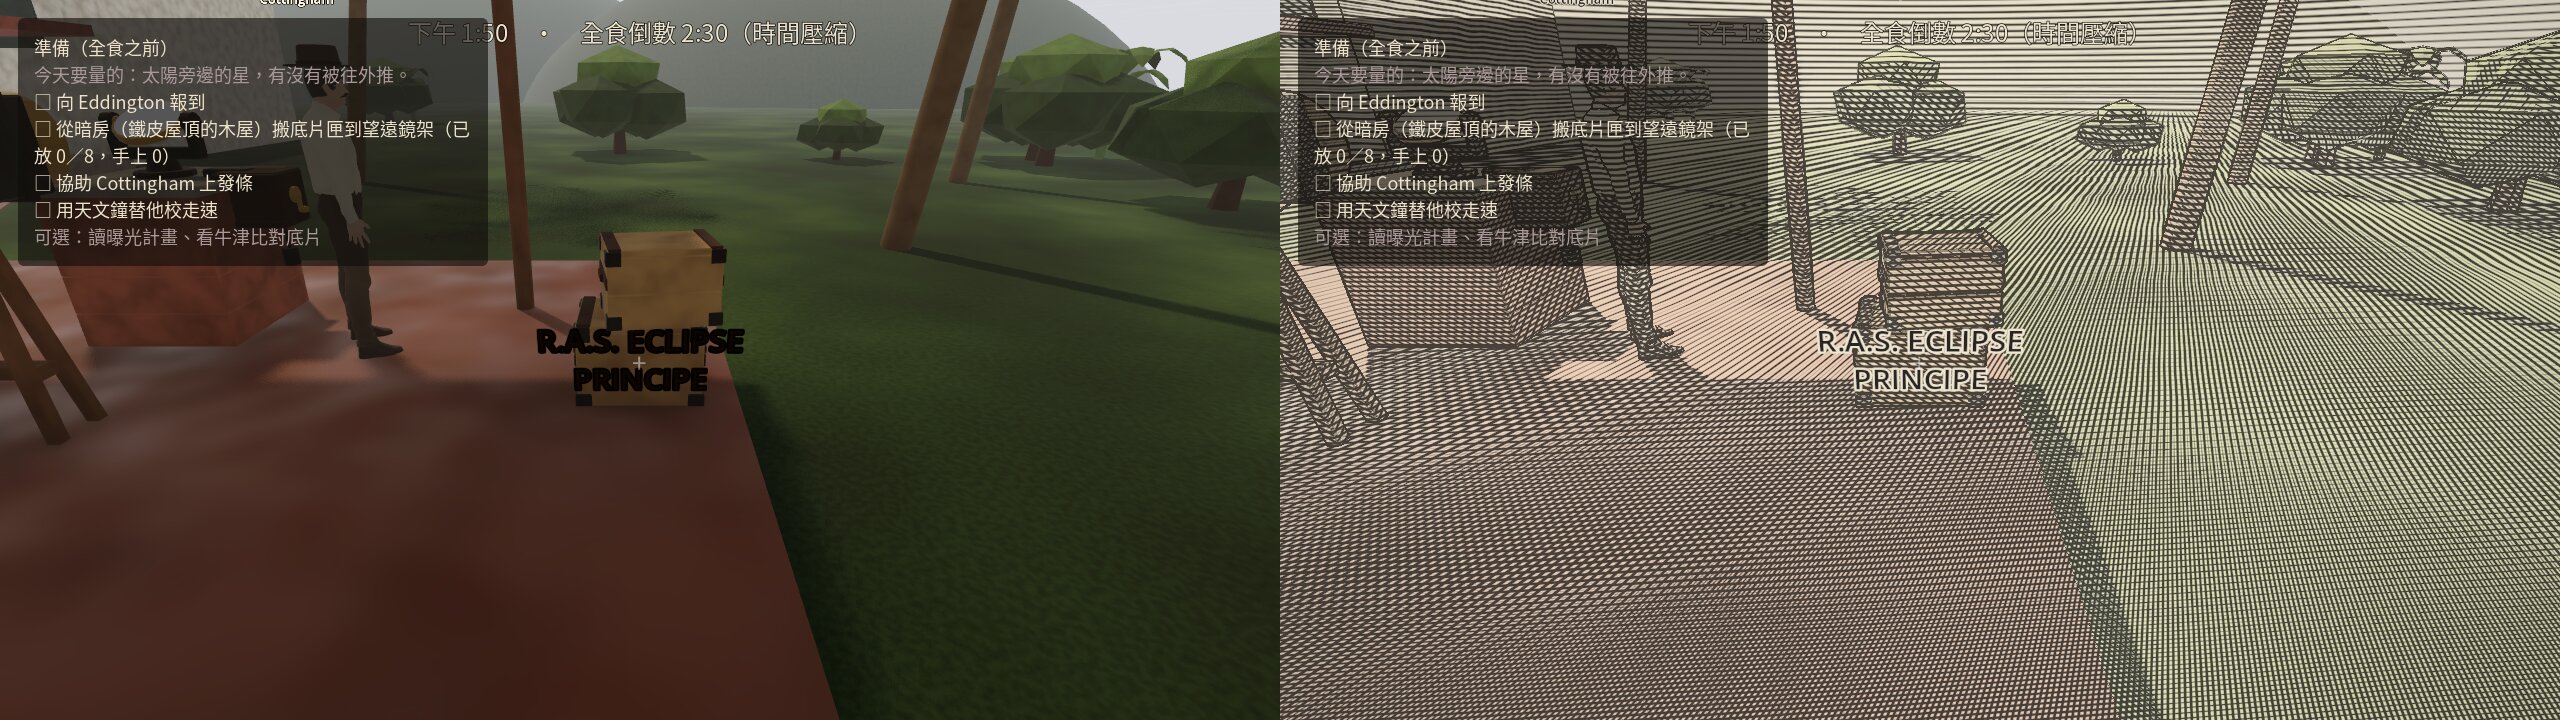 Cottingham
下午 1:50 · 全食倒數 2:30（時間壓縮）
準備（全食之前）
今天要量的：太陽旁邊的星，有沒有被往外推。
□ 向 Eddington 報到
□ 從暗房（鐵皮屋頂的木屋）搬底片匣到望遠鏡架（已
放 0／8，手上 0）
□ 協助 Cottingham 上發條
□ 用天文鐘替他校走速
可選：讀曝光計畫、看牛津比對底片
R.A.S. ECLIPSE
PRINCIPE
Cottingham
下午 1:50 · 全食倒數 2:30（時間壓縮）
準備（全食之前）
今天要量的：太陽旁邊的星，有沒有被往外推。
□ 向 Eddington 報到
□ 從暗房（鐵皮屋頂的木屋）搬底片匣到望遠鏡架（已
放 0／8，手上 0）
□ 協助 Cottingham 上發條
□ 用天文鐘替他校走速
可選：讀曝光計畫、看牛津比對底片
R.A.S. ECLIPSE
PRINCIPE